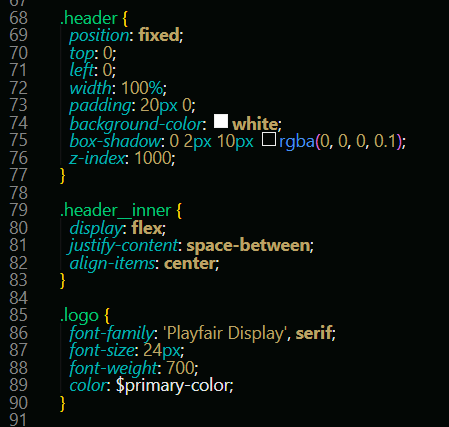 67
68 .header {
69 position: fixed;
70 top: 0;
71 left: 0;
72 width: 100%;
73 padding: 20px 0;
74 background-color: white;
75 box-shadow: 0 2px 10px rgba(0, 0, 0, 0.1);
76 z-index: 1000;
77 }
78
79 .header__inner {
80 display: flex;
81 justify-content: space-between;
82 align-items: center;
83 }
84
85 .logo {
86 font-family: 'Playfair Display', serif;
87 font-size: 24px;
88 font-weight: 700;
89 color: $primary-color;
90 }
91